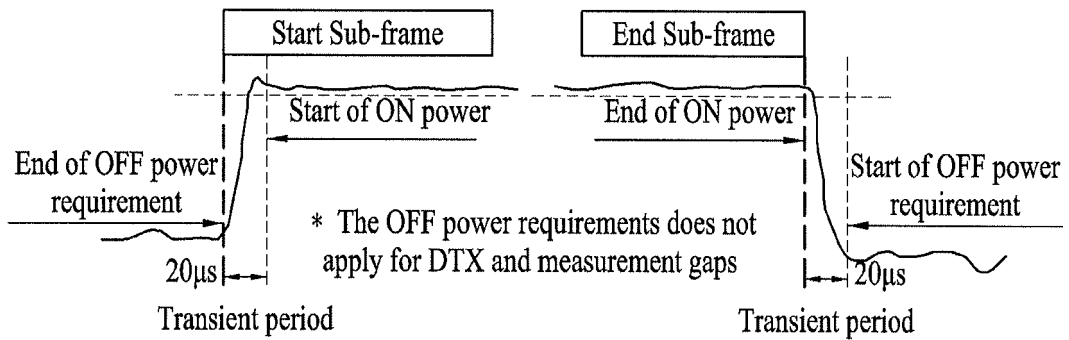 Start Sub-frame
End Sub-frame
Start of ON power
End of ON power
End of OFF power
requirement
Start of OFF power
requirement
* The OFF power requirements does not
apply for DTX and measurement gaps
20μs
20μs
Transient period
Transient period